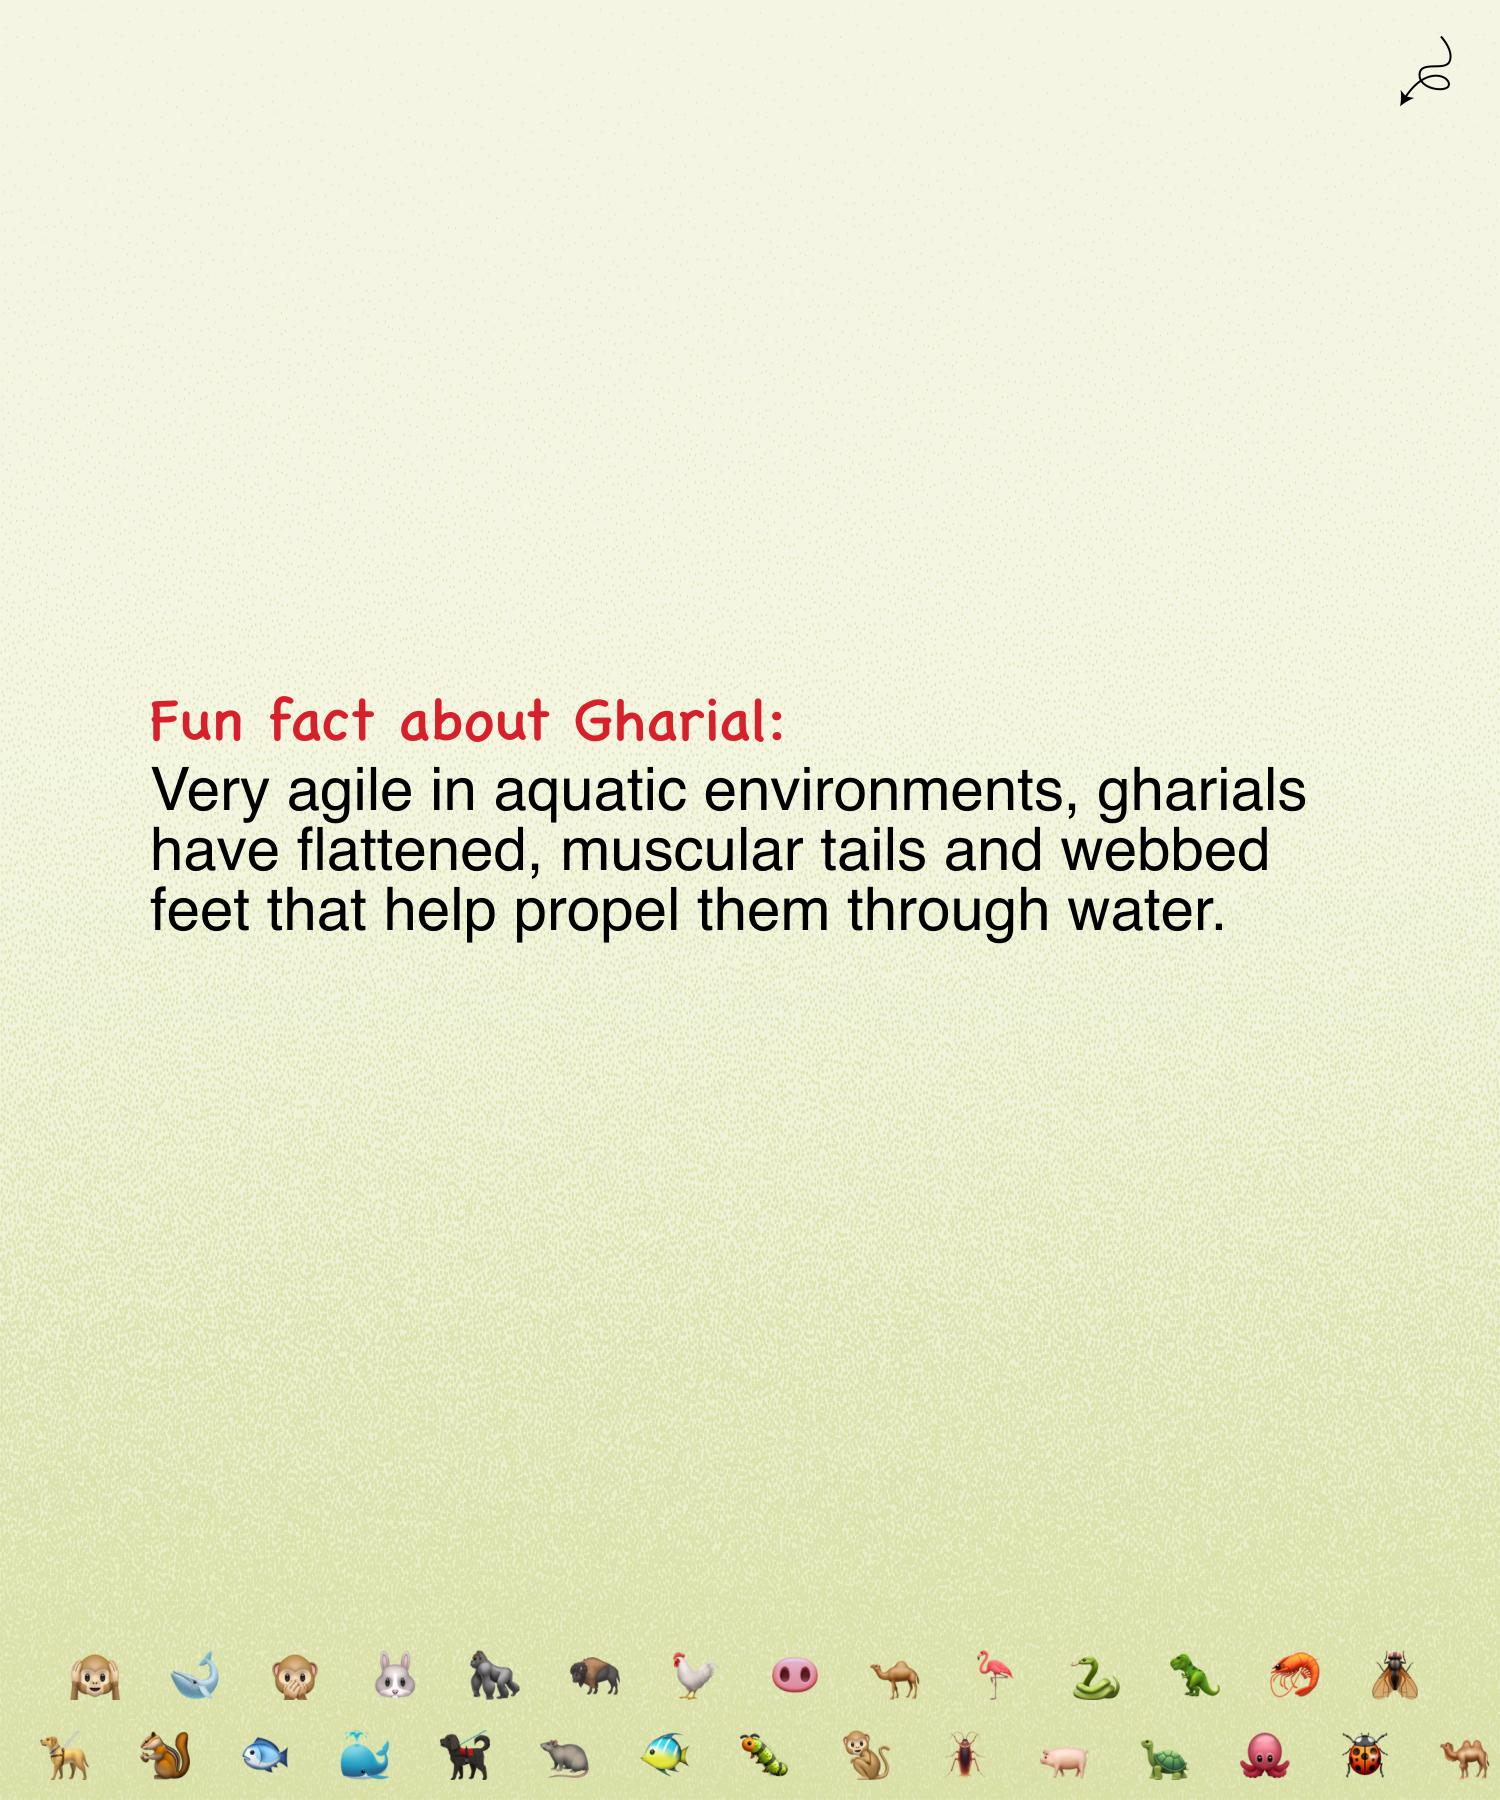 Fun fact about Gharial:
Very agile in aquatic environments, gharials
have flattened, muscular tails and webbed
feet that help propel them through water.